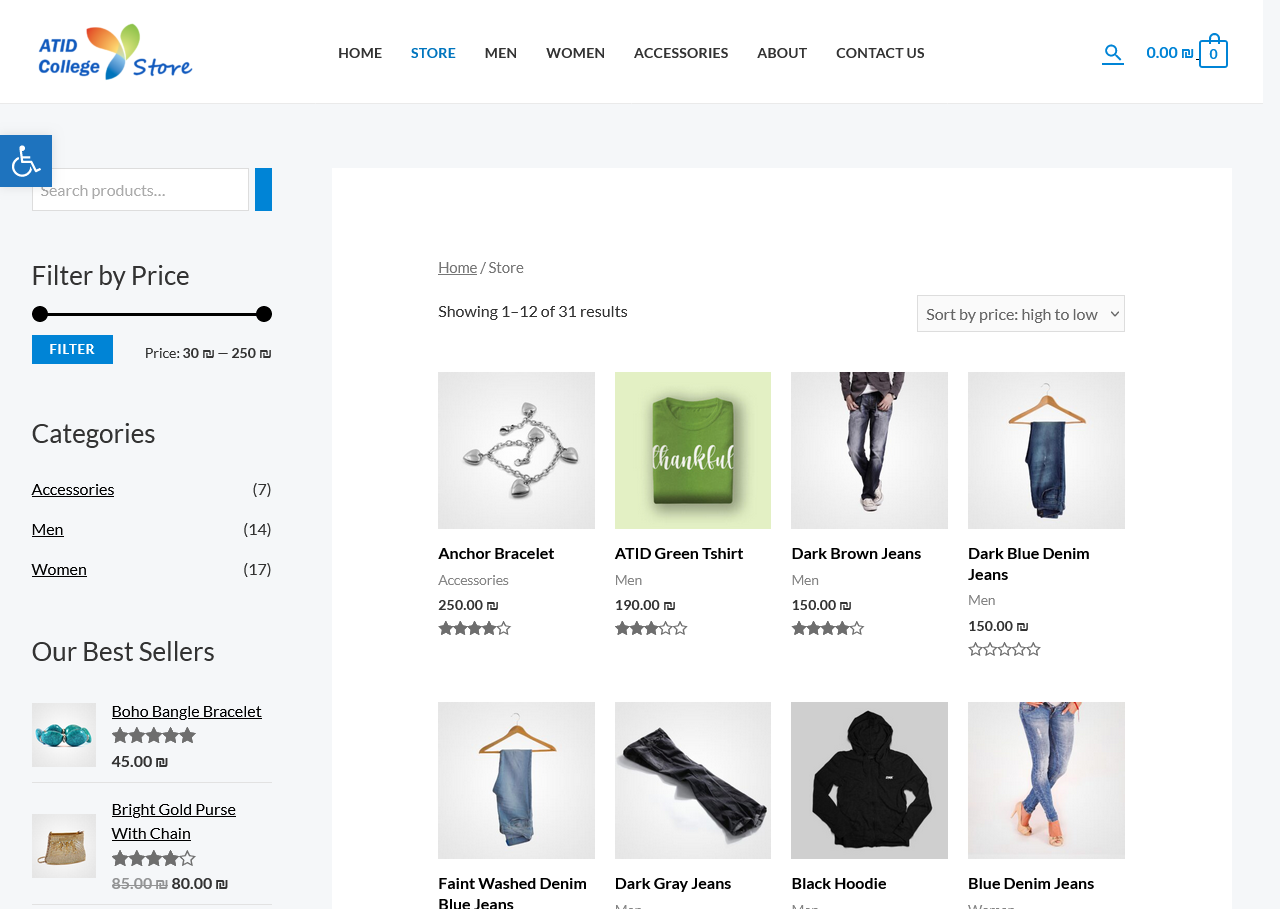 ATID
College Store
HOME
STORE
MEN
WOMEN
ACCESSORIES
ABOUT
CONTACT US
0.00 ₪
0
Search products…
Filter by Price
FILTER
Price: 30 ₪ — 250 ₪
Categories
Accessories (7)
Men (14)
Women (17)
Our Best Sellers
Boho Bangle Bracelet
45.00 ₪
Bright Gold Purse
With Chain
85.00 ₪ 80.00 ₪
Home / Store
Showing 1–12 of 31 results
Sort by price: high to low
thankful
Anchor Bracelet
Accessories
250.00 ₪
ATID Green Tshirt
Men
190.00 ₪
Dark Brown Jeans
Men
150.00 ₪
Dark Blue Denim
Jeans
Men
150.00 ₪
Faint Washed Denim
Blue Jeans
Dark Gray Jeans
Men
Black Hoodie
Men
Blue Denim Jeans
Women